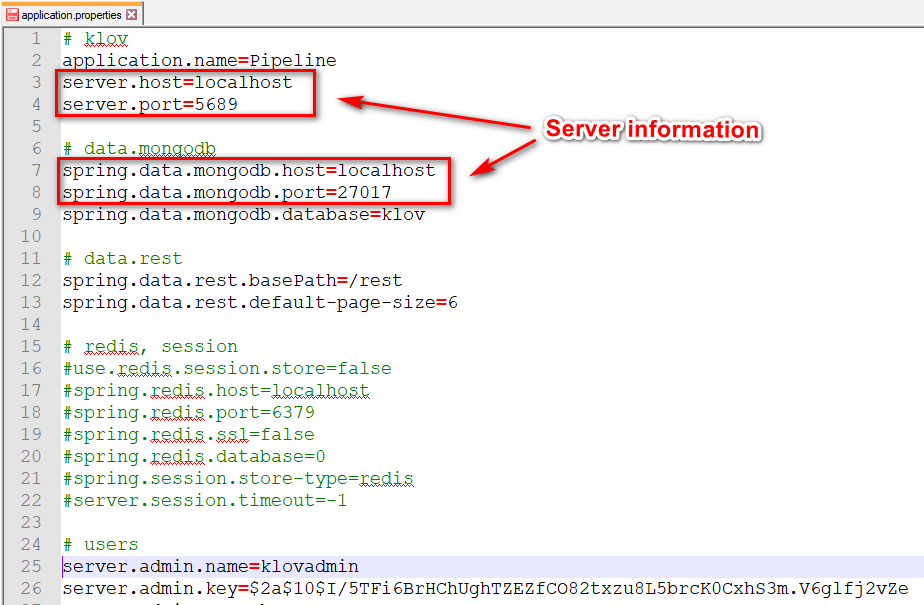 application.properties
1 # klov
2 application.name=Pipeline
3 server.host=localhost
4 server.port=5689
Server information
5
6 # data.mongodb
7 spring.data.mongodb.host=localhost
8 spring.data.mongodb.port=27017
9 spring.data.mongodb.database=klov
10
11 # data.rest
12 spring.data.rest.basePath=/rest
13 spring.data.rest.default-page-size=6
14
15 # redis, session
16 #use.redis.session.store=false
17 #spring.redis.host=localhost
18 #spring.redis.port=6379
19 #spring.redis.ssl=false
20 #spring.redis.database=0
21 #spring.session.store-type=redis
22 #server.session.timeout=-1
23
24 # users
25 server.admin.name=klovadmin
26 server.admin.key=$2a$10$I/5TFi6BrHChUghTZEZfCO82txzu8L5brcK0CxhS3m.V6glfj2vZe